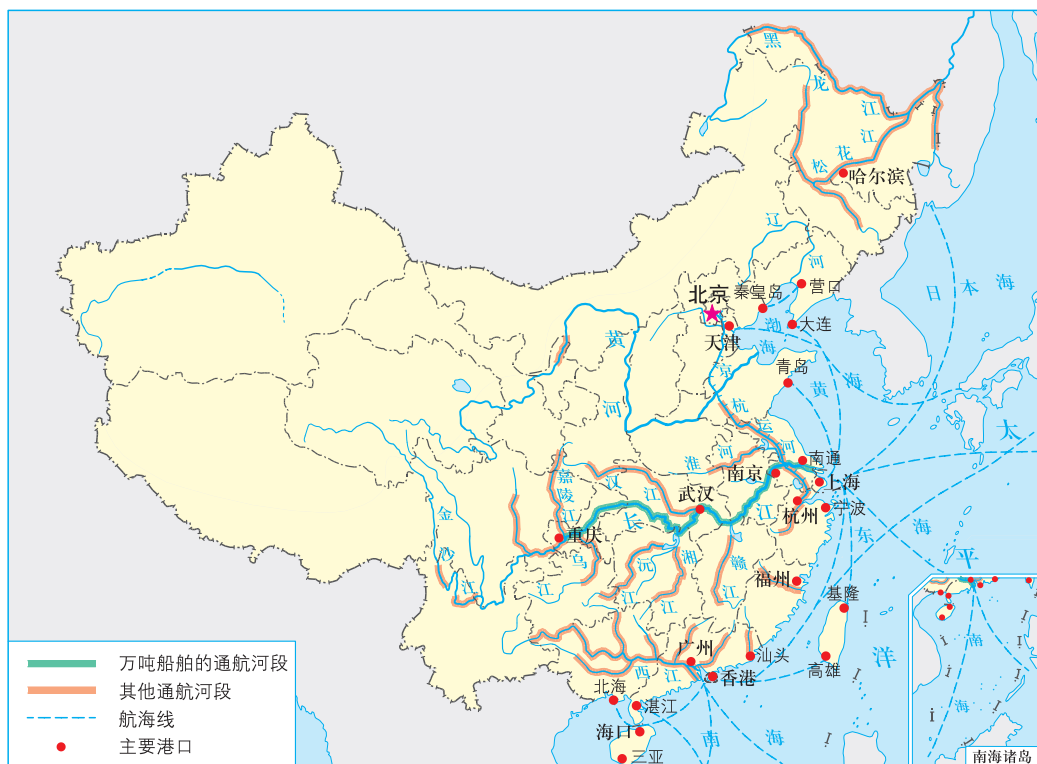 黑
龙
江
松
花
江
哈尔滨
辽
河
北京
秦皇岛
营口
天津
渤
海
大连
日本海
黄
河
京
杭
运
河
青岛
黄海
太
平
洋
淮河
南通
南京
上海
嘉
陵
江
汉
江
武汉
长
江
杭州
宁波
东海
金
沙
江
重庆
乌
江
沅
江
湘
江
赣
江
福州
基隆
高雄
广州
汕头
西江
香港
北海
湛江
海口
三亚
南海
南
海
南海诸岛
万吨船舶的通航河段
其他通航河段
航海线
主要港口